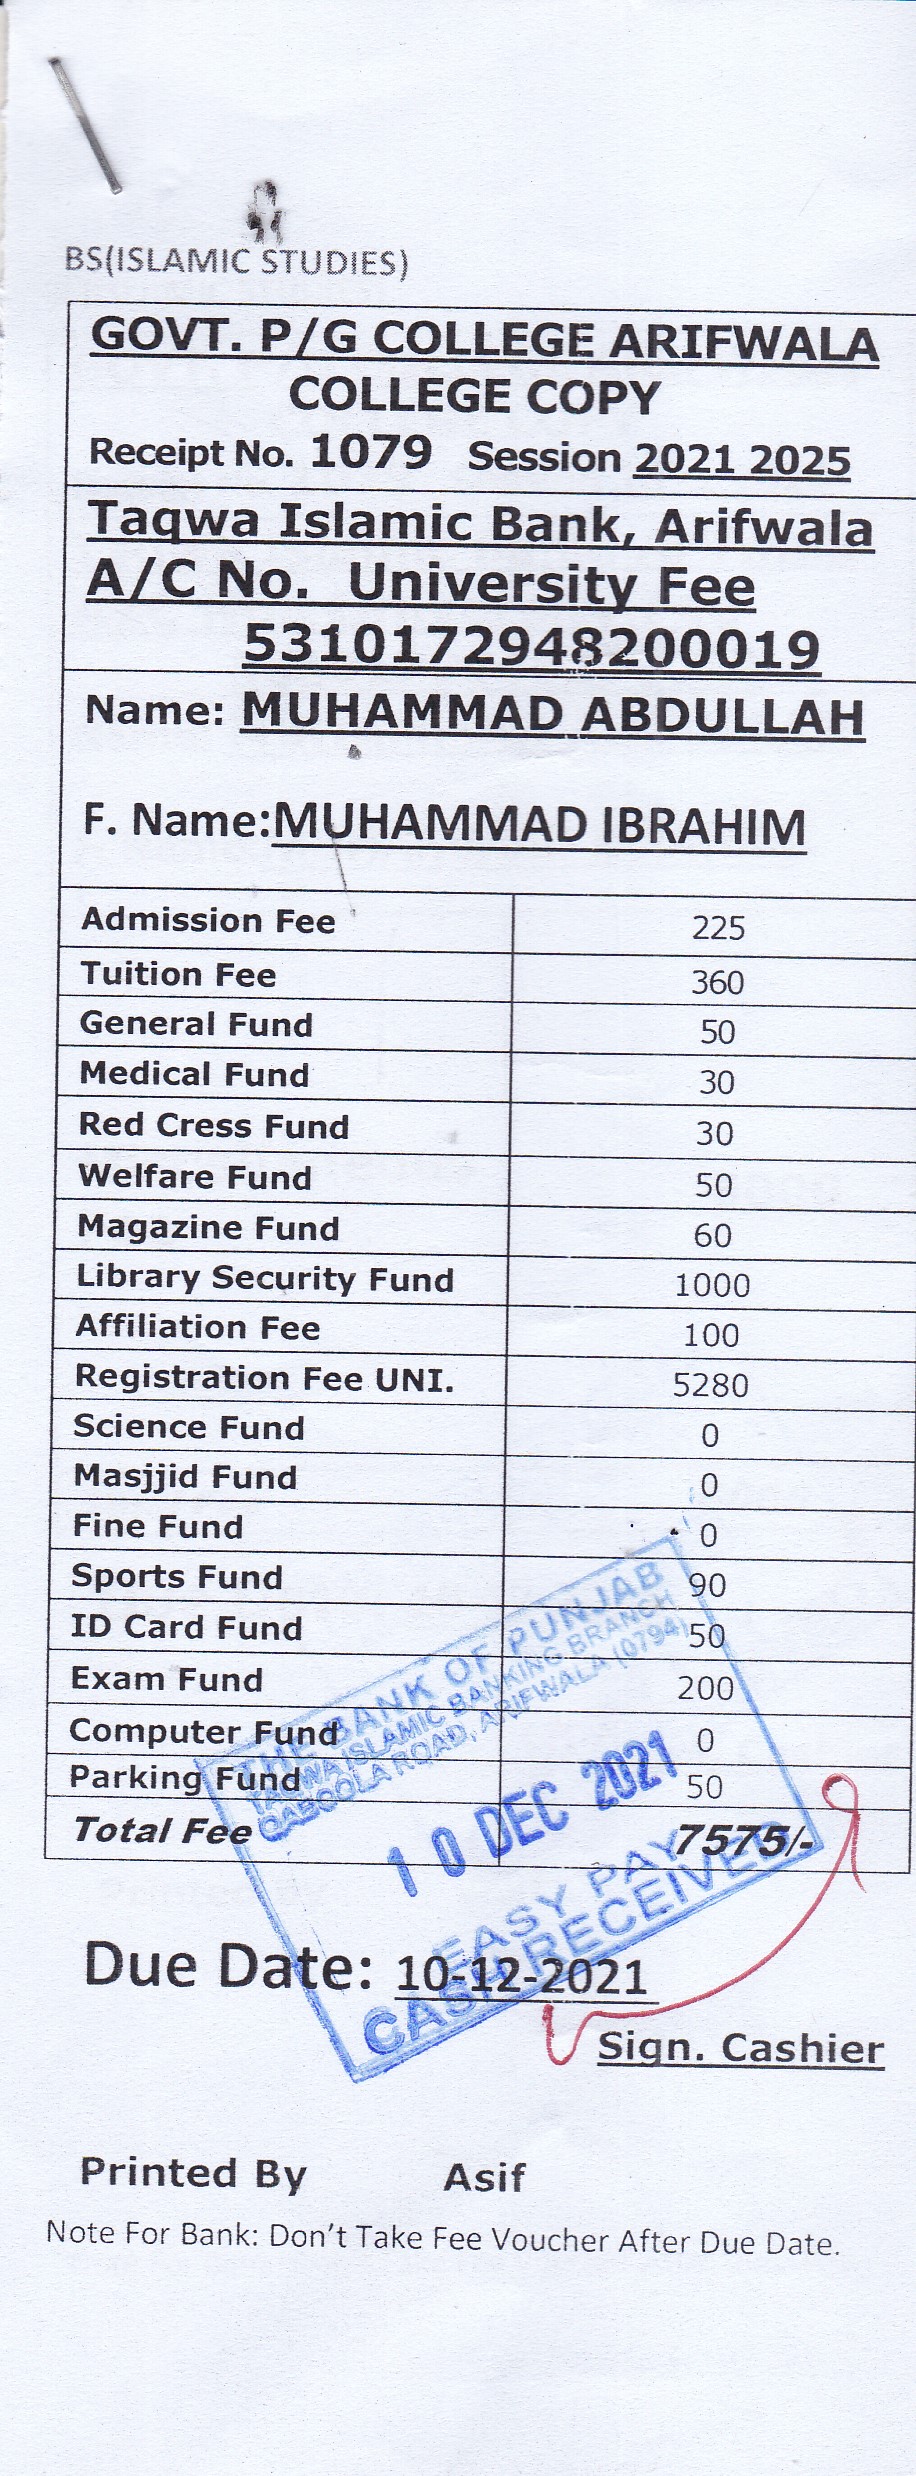 BS(ISLAMIC STUDIES)
GOVT. P/G COLLEGE ARIFWALA
COLLEGE COPY
Receipt No. 1079 Session 2021 2025
Taqwa Islamic Bank, Arifwala
A/C No. University Fee
5310172948200019
Name: MUHAMMAD ABDULLAH
F. Name:MUHAMMAD IBRAHIM
Admission Fee 225
Tuition Fee 360
General Fund 50
Medical Fund 30
Red Cress Fund 30
Welfare Fund 50
Magazine Fund 60
Library Security Fund 1000
Affiliation Fee 100
Registration Fee UNI. 5280
Science Fund 0
Masjjid Fund 0
Fine Fund 0
Sports Fund 90
ID Card Fund 50
Exam Fund 200
Computer Fund 0
Parking Fund 50
Total Fee 7575/-
THE BANK OF PUNJAB
TAQWA ISLAMIC BANKING BRANCH
QABOOLA ROAD, ARIFWALA (0794)
10 DEC 2021
EASY PAY
CASH RECEIVED
Due Date: 10-12-2021
Sign. Cashier
Printed By Asif
Note For Bank: Don't Take Fee Voucher After Due Date.